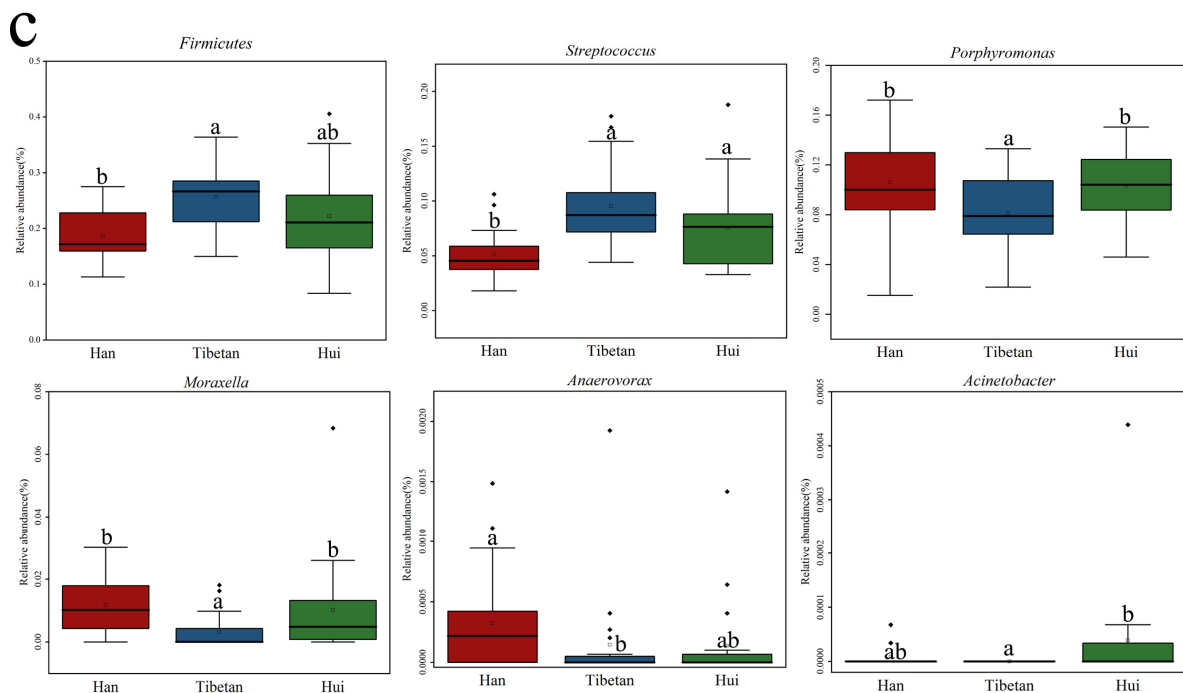 c
Firmicutes
Relative abundance(%)
0.5
0.4
0.3
0.2
0.1
0.0
b
a
ab
Han
Tibetan
Hui
Streptococcus
Relative abundance(%)
0.20
0.15
0.10
0.05
0.00
b
a
a
Han
Tibetan
Hui
Porphyromonas
Relative abundance(%)
0.20
0.16
0.12
0.08
0.04
0.00
b
a
b
Han
Tibetan
Hui
Moraxella
Relative abundance(%)
0.08
0.06
0.04
0.02
0.00
b
a
b
Han
Tibetan
Hui
Anaerovorax
Relative abundance(%)
0.0020
0.0015
0.0010
0.0005
0.0000
a
b
ab
Han
Tibetan
Hui
Acinetobacter
Relative abundance(%)
0.0005
0.0004
0.0003
0.0002
0.0001
0.0000
ab
a
b
Han
Tibetan
Hui